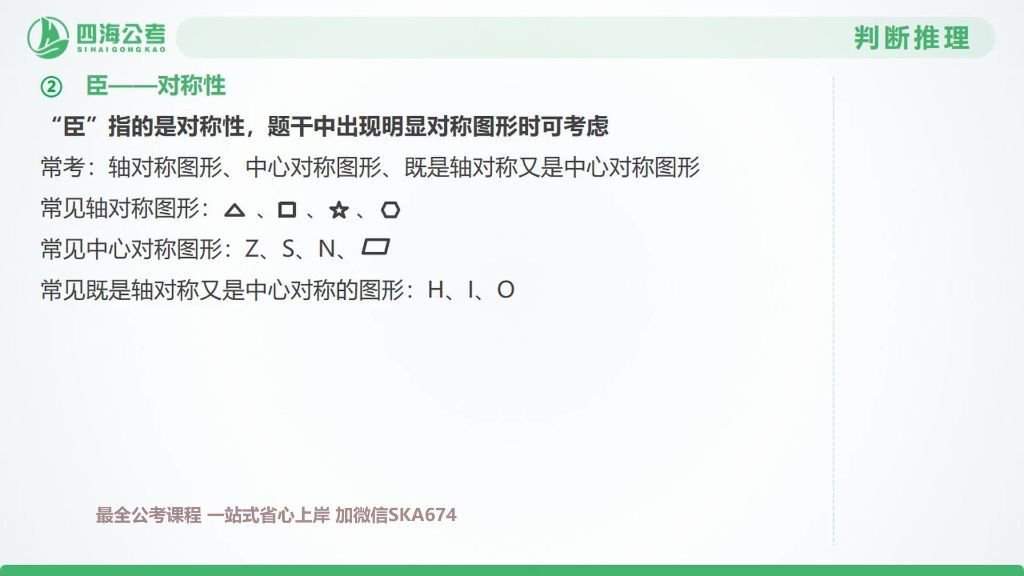 四海公考
SIHAIGONGKAO
判断推理
② 臣——对称性
“臣”指的是对称性，题干中出现明显对称图形时可考虑
常考：轴对称图形、中心对称图形、既是轴对称又是中心对称图形
常见轴对称图形：△、□、☆、⬡
常见中心对称图形：Z、S、N、▱
常见既是轴对称又是中心对称的图形：H、I、O
最全公考课程 一站式省心上岸 加微信SKA674